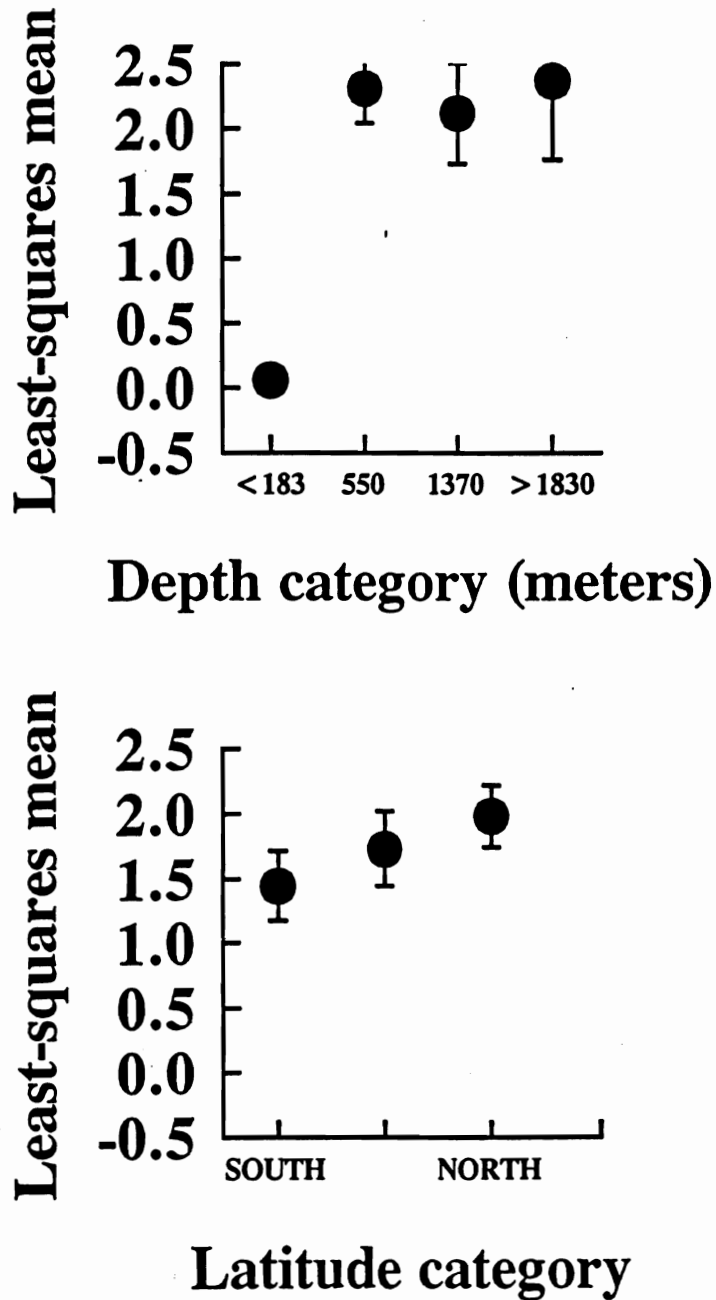 Least-squares mean
2.5
2.0
1.5
1.0
0.5
0.0
-0.5
<183 550 1370 >1830
Depth category (meters)
Least-squares mean
2.5
2.0
1.5
1.0
0.5
0.0
-0.5
SOUTH NORTH
Latitude category